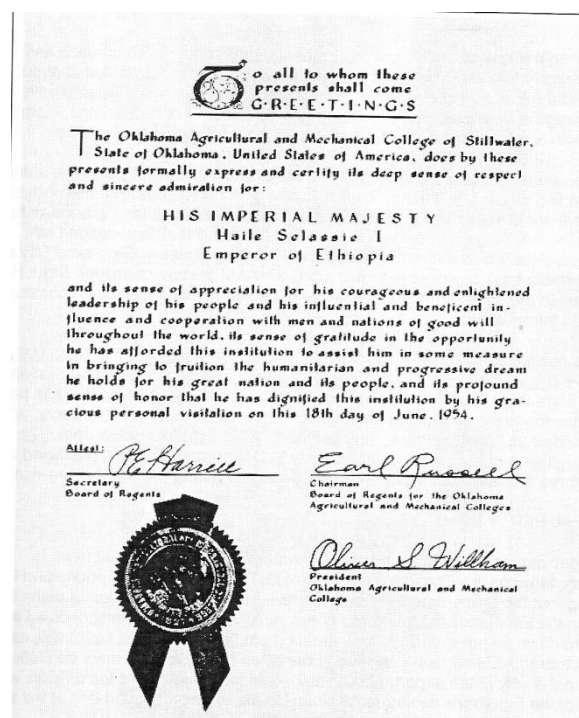 To all to whom these
presents shall come
G·R·E·E·T·I·N·G·S
The Oklahoma Agricultural and Mechanical College of Stillwater,
State of Oklahoma, United States of America, does by these
presents formally express and certify its deep sense of respect
and sincere admiration for:
HIS IMPERIAL MAJESTY
Haile Selassie I
Emperor of Ethiopia
and its sense of appreciation for his courageous and enlightened
leadership of his people and his influential and beneficent in-
fluence and cooperation with men and nations of good will
throughout the world, its sense of gratitude in the opportunity
he has afforded this institution to assist him in some measure
in bringing to fruition the humanitarian and progressive dream
he holds for his great nation and its people, and its profound
sense of honor that he has dignified this institution by his gra-
cious personal visitation on this 18th day of June, 1954.
Attest:
Secretary
Board of Regents
Earl Russell
Chairman
Board of Regents for the Oklahoma
Agricultural and Mechanical Colleges
Oliver S Willham
President
Oklahoma Agricultural and Mechanical
College